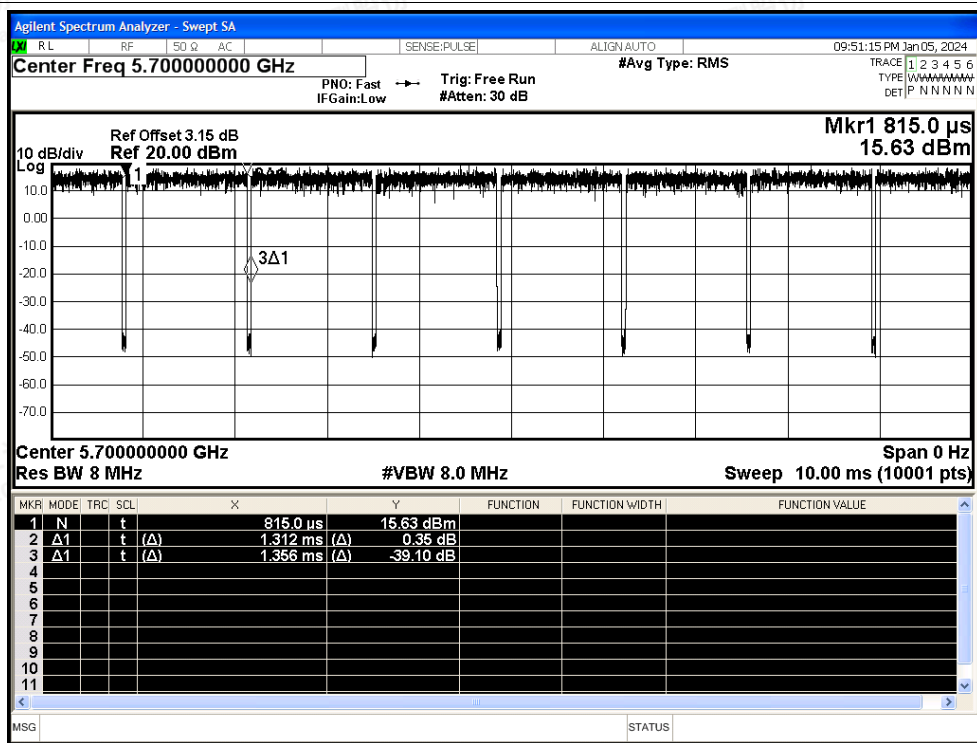 Agilent Spectrum Analyzer - Swept SA
LXI RL RF 50 Ω AC SENSE:PULSE ALIGN AUTO 09:51:15 PM Jan 05, 2024
Center Freq 5.700000000 GHz
PNO: Fast
IFGain:Low
Trig: Free Run
#Atten: 30 dB
#Avg Type: RMS
TRACE 1 2 3 4 5 6
TYPE
DET P N N N N N
Mkr1 815.0 µs
15.63 dBm
Ref Offset 3.15 dB
10 dB/div Ref 20.00 dBm
Log
1
10.0
0.00
-10.0
3Δ1
-20.0
-30.0
-40.0
-50.0
-60.0
-70.0
Center 5.700000000 GHz Span 0 Hz
Res BW 8 MHz #VBW 8.0 MHz Sweep 10.00 ms (10001 pts)
MKR MODE TRC SCL X Y FUNCTION FUNCTION WIDTH FUNCTION VALUE
1 N t 815.0 µs 15.63 dBm
2 Δ1 t (Δ) 1.312 ms (Δ) 0.35 dB
3 Δ1 t (Δ) 1.356 ms (Δ) -39.10 dB
4
5
6
7
8
9
10
11
MSG STATUS